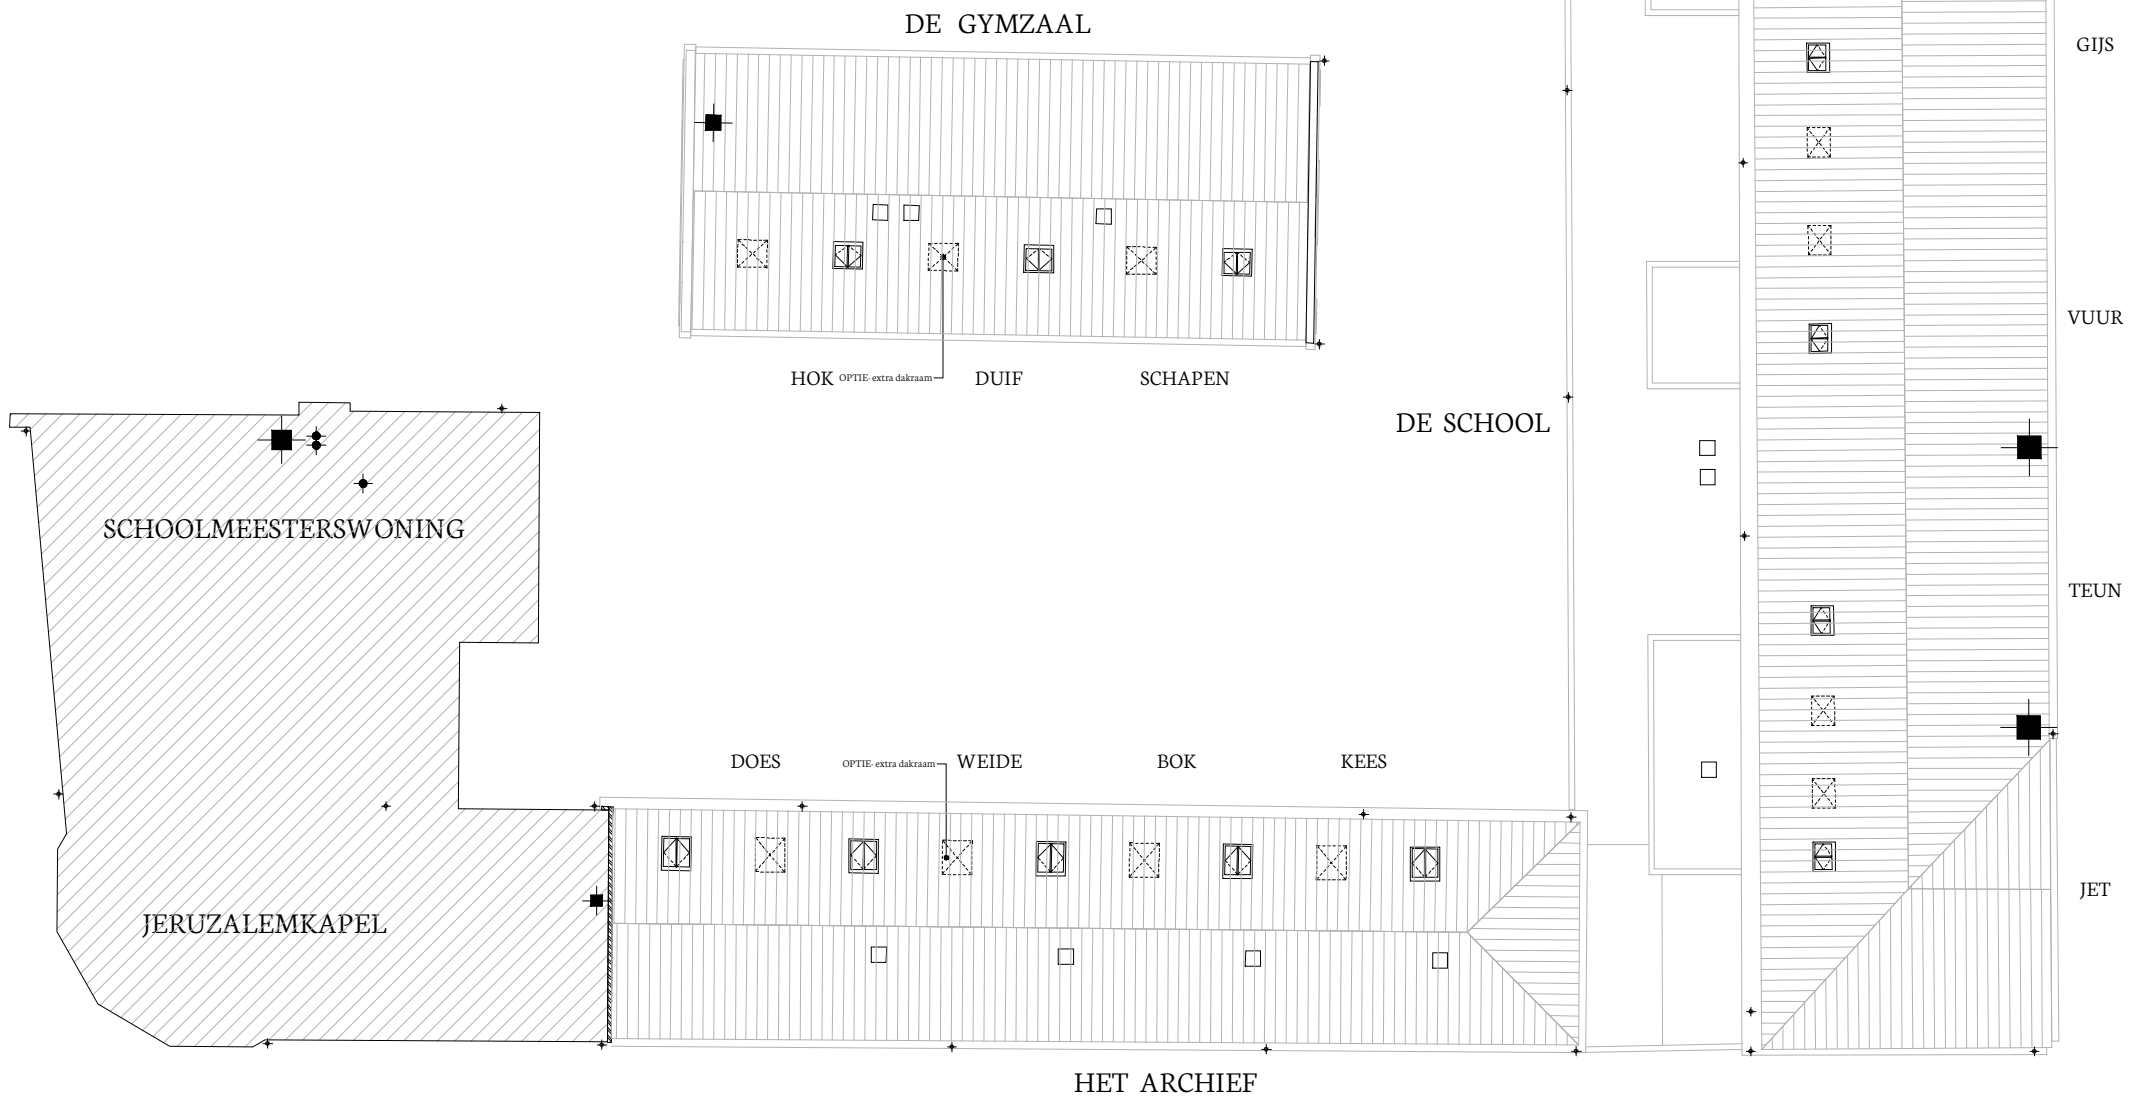 DE GYMZAAL
GIJS
VUUR
HOK OPTIE- extra dakraam DUIF SCHAPEN
DE SCHOOL
SCHOOLMEESTERSWONING
TEUN
DOES OPTIE- extra dakraam WEIDE BOK KEES
JET
JERUZALEMKAPEL
HET ARCHIEF